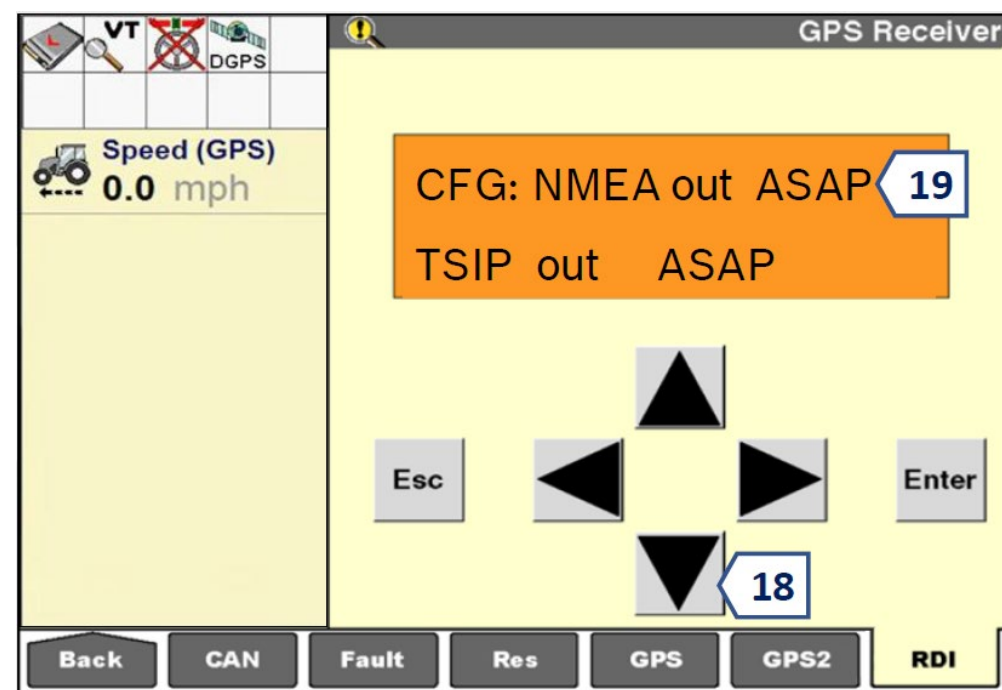 VT
DGPS
GPS Receiver
Speed (GPS)
0.0 mph
CFG: NMEA out ASAP
19
TSIP out ASAP
Esc
Enter
18
Back CAN Fault Res GPS GPS2 RDI